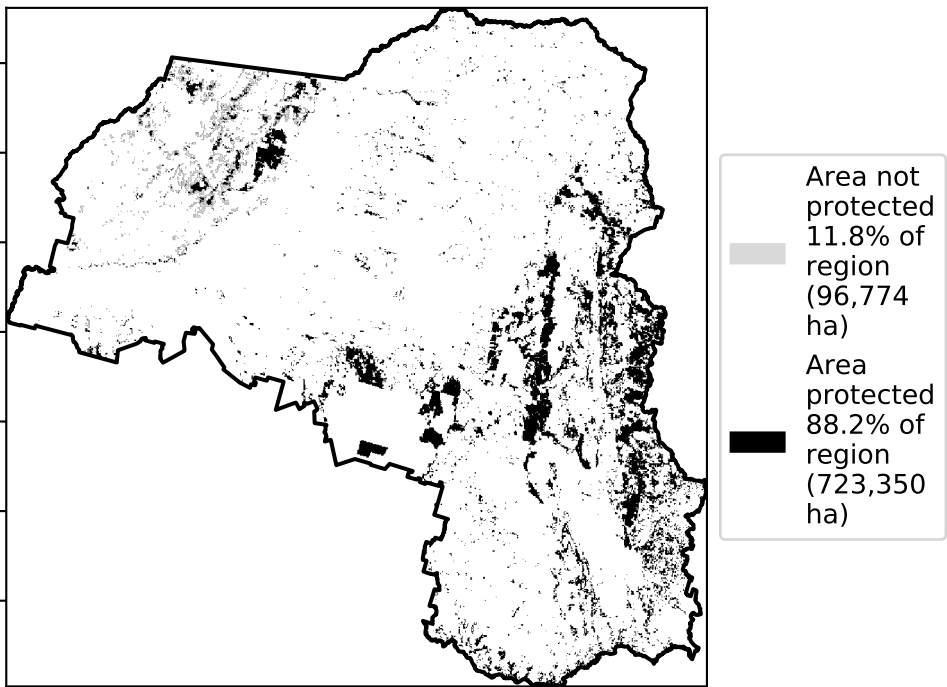 Area not
protected
11.8% of
region
(96,774
ha)
Area
protected
88.2% of
region
(723,350
ha)